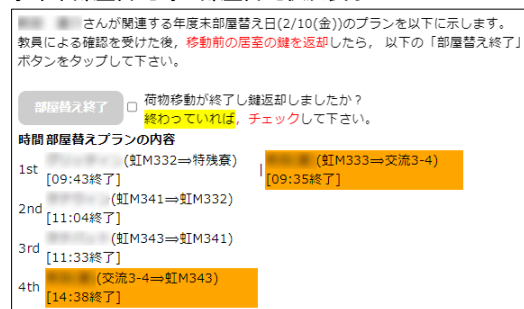 さんが関連する年度末部屋替え日(2/10(金))のプランを以下に示します。
教員による確認を受けた後，移動前の居室の鍵を返却したら， 以下の「部屋替え終了」
ボタンをタップして下さい。
部屋替え終了 荷物移動が終了し鍵返却しましたか？
終わっていれば，チェックして下さい。
時間 部屋替えプランの内容
1st (虹M332⇒特残寮) | (虹M333⇒交流3-4)
[09:43終了] [09:35終了]
2nd (虹M341⇒虹M332)
[11:04終了]
3rd (虹M343⇒虹M341)
[11:33終了]
4th (交流3-4⇒虹M343)
[14:38終了]